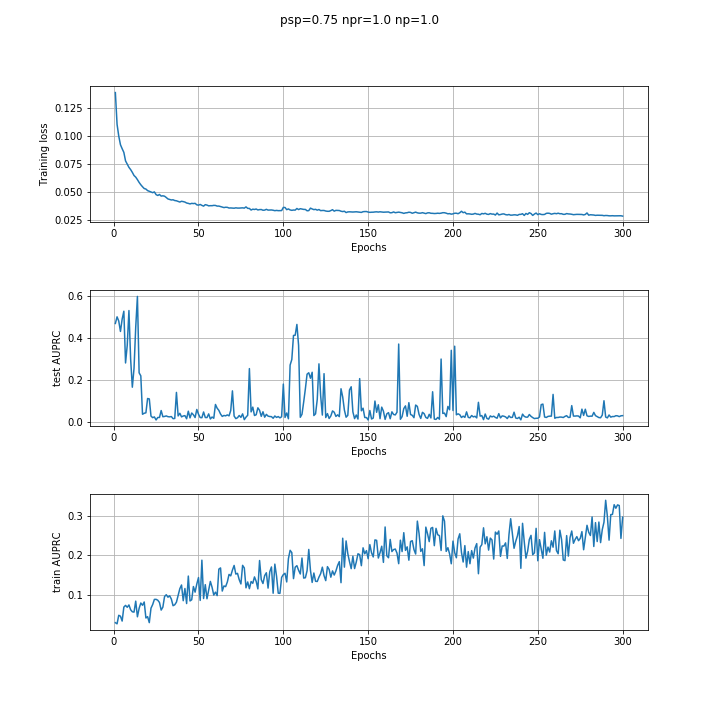 psp=0.75 npr=1.0 np=1.0
0.125
0.100
0.075
0.050
0.025
Training loss
0 50 100 150 200 250 300
Epochs
0.6
0.4
0.2
0.0
test AUPRC
0 50 100 150 200 250 300
Epochs
0.3
0.2
0.1
train AUPRC
0 50 100 150 200 250 300
Epochs